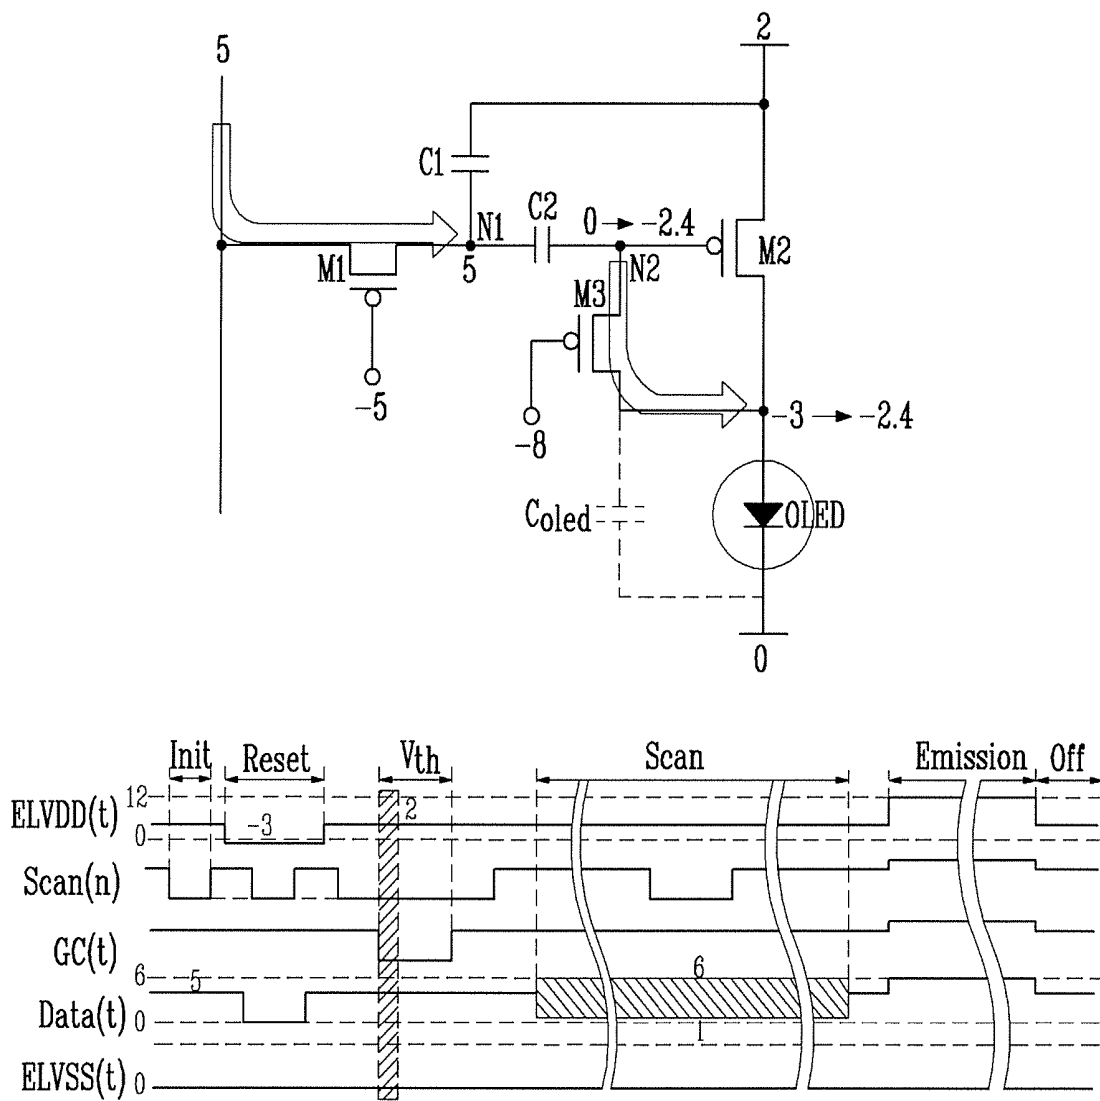 5
2
C1
N1
C2
0 → -2.4
M1
5
N2
M2
M3
-5
-8
-3 → -2.4
Coled
OLED
0
Init
Reset
Vth
Scan
Emission
Off
ELVDD(t)
12
0
-3
2
Scan(n)
GC(t)
Data(t)
6
0
5
6
1
ELVSS(t)
0